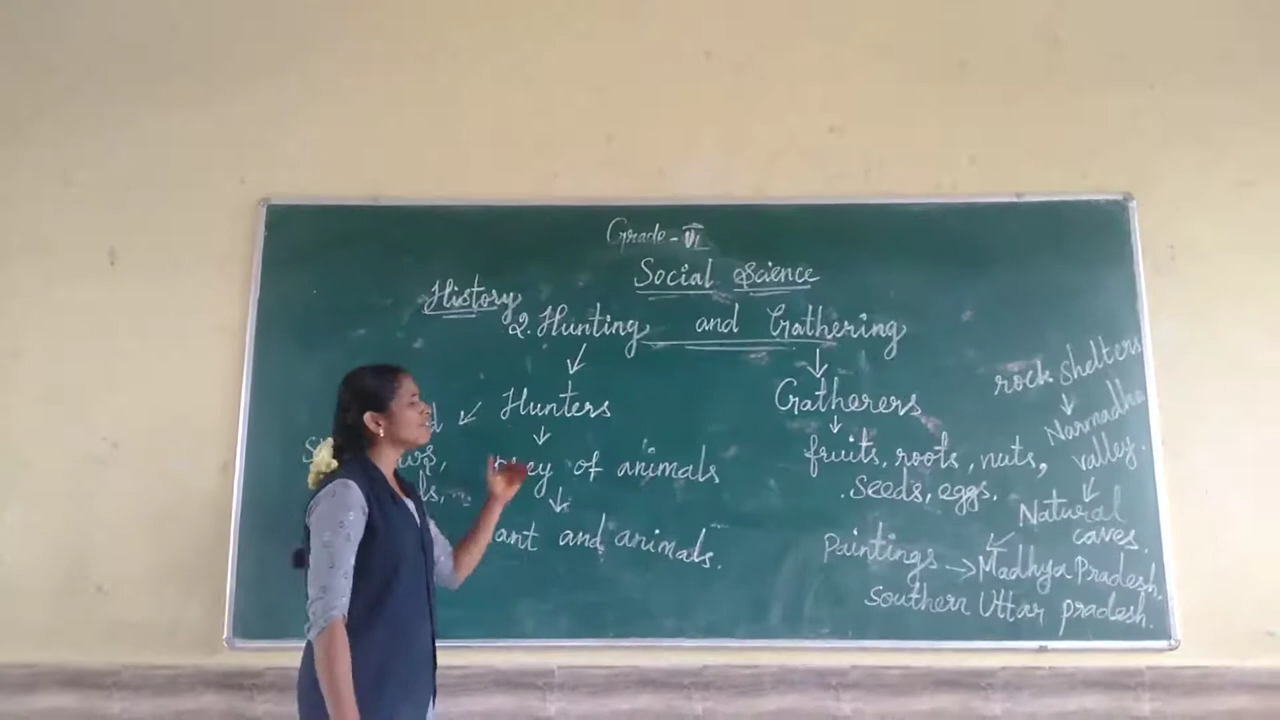 Grade - VI
Social Science
History
2. Hunting and Gathering
Hunters
Gatherers
rock shelters
Narmadha valley.
prey of animals
fruits, roots, nuts,
seeds, eggs.
Natural caves.
and animals.
Paintings → Madhya Pradesh.
Southern Uttar pradesh.